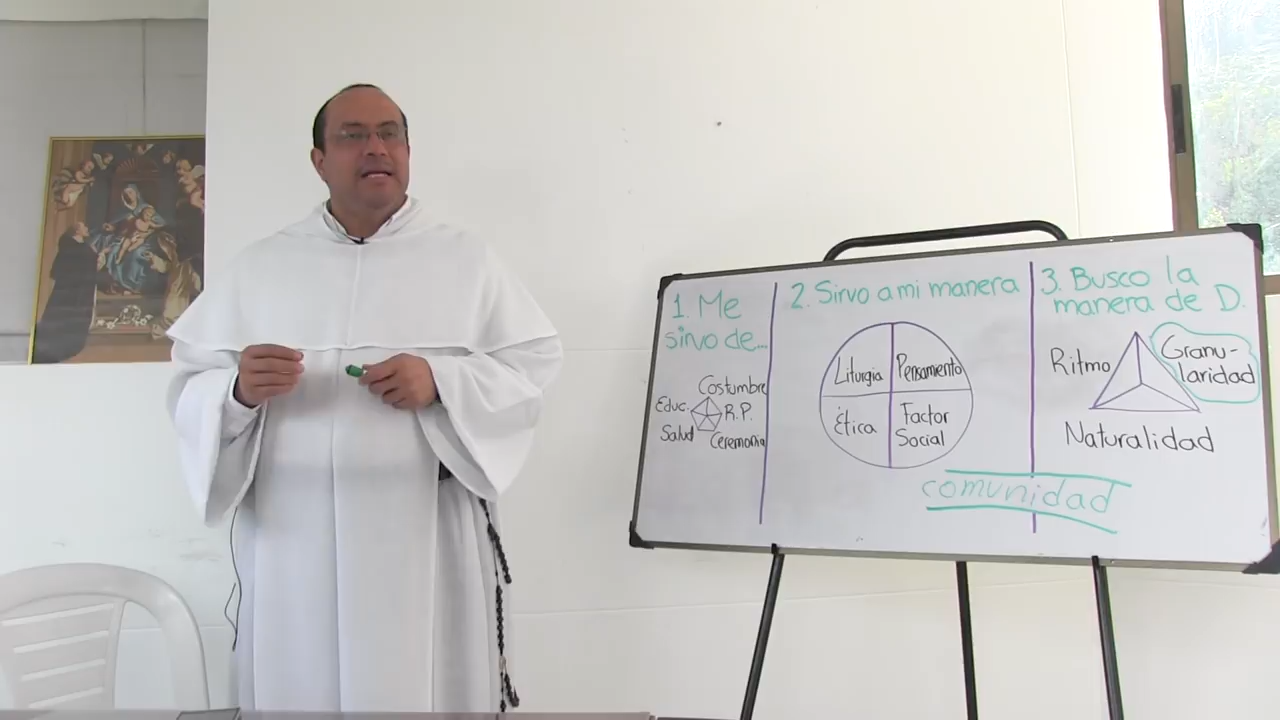 1. Me
sirvo de...
Costumbre
Educ.
R.P.
Salud
Ceremonia
2. Sirvo a mi manera
Liturgia
Pensamiento
Ética
Factor
Social
3. Busco la
manera de D.
Ritmo
Granu-
laridad
Naturalidad
comunidad